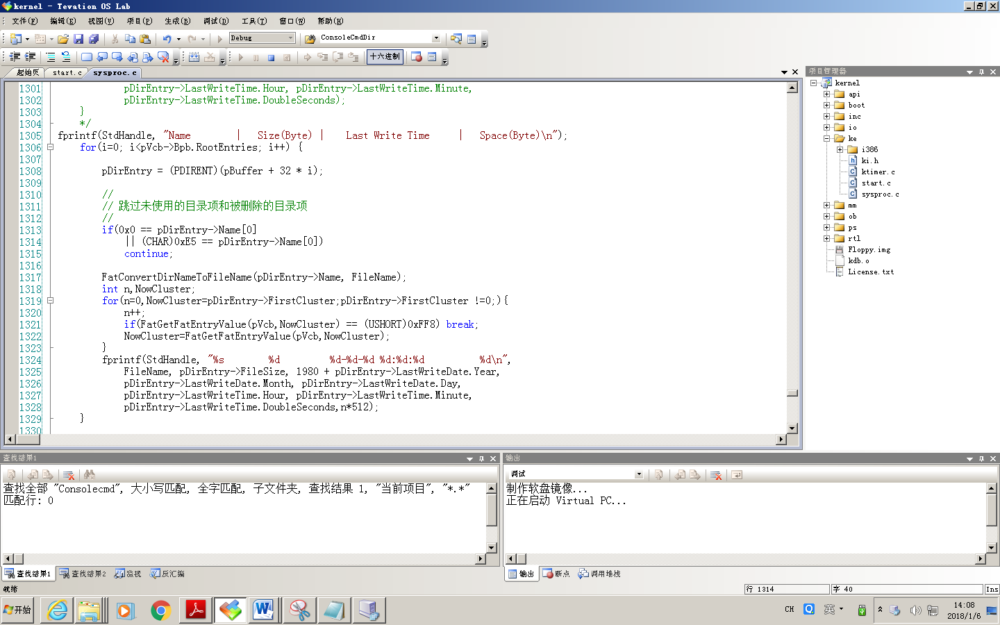 kernel - Tevation OS Lab
文件(F) 编辑(E) 视图(V) 项目(P) 生成(B) 调试(D) 工具(T) 窗口(W) 帮助(H)
Debug ConsoleCmdDir
十六进制
起始页 start.c sysproc.c
1301 pDirEntry->LastWriteTime.Hour, pDirEntry->LastWriteTime.Minute,
1302 pDirEntry->LastWriteTime.DoubleSeconds);
1303 }
1304 */
1305 fprintf(StdHandle, "Name | Size(Byte) | Last Write Time | Space(Byte)\n");
1306 for(i=0; i<pVcb->Bpb.RootEntries; i++) {
1307
1308 pDirEntry = (PDIRENT)(pBuffer + 32 * i);
1309
1310 //
1311 // 跳过未使用的目录项和被删除的目录项
1312 //
1313 if(0x0 == pDirEntry->Name[0]
1314 || (CHAR)0xE5 == pDirEntry->Name[0])
1315 continue;
1316
1317 FatConvertDirNameToFileName(pDirEntry->Name, FileName);
1318 int n,NowCluster;
1319 for(n=0,NowCluster=pDirEntry->FirstCluster;pDirEntry->FirstCluster !=0;){
1320 n++;
1321 if(FatGetFatEntryValue(pVcb,NowCluster) == (USHORT)0xFF8) break;
1322 NowCluster=FatGetFatEntryValue(pVcb,NowCluster);
1323 }
1324 fprintf(StdHandle, "%s %d %d-%d-%d %d:%d:%d %d\n",
1325 FileName, pDirEntry->FileSize, 1980 + pDirEntry->LastWriteDate.Year,
1326 pDirEntry->LastWriteDate.Month, pDirEntry->LastWriteDate.Day,
1327 pDirEntry->LastWriteTime.Hour, pDirEntry->LastWriteTime.Minute,
1328 pDirEntry->LastWriteTime.DoubleSeconds,n*512);
1329 }
1330
项目管理器
kernel
api
boot
inc
io
ke
i386
ki.h
ktimer.c
start.c
sysproc.c
mm
ob
ps
rtl
Floppy.img
kdb.o
License.txt
查找结果1
查找全部 "Consolecmd", 大小写匹配, 全字匹配, 子文件夹, 查找结果 1, "当前项目", "*.*"
匹配行: 0
查找结果1 查找结果2 监视 反汇编
输出
调试
制作软盘镜像...
正在启动 Virtual PC...
输出 断点 调用堆栈
就绪 行 1314 字 40 Ins
开始 CH 英 14:08
2018/1/6